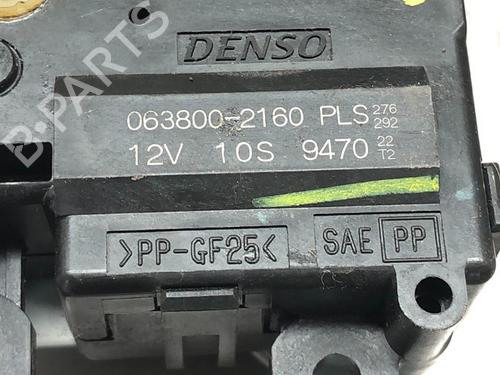 DENSO
063800-2160 PLS 276 292
12V 10S 9470 22 T2
>PP-GF25<
SAE PP
B-PARTS